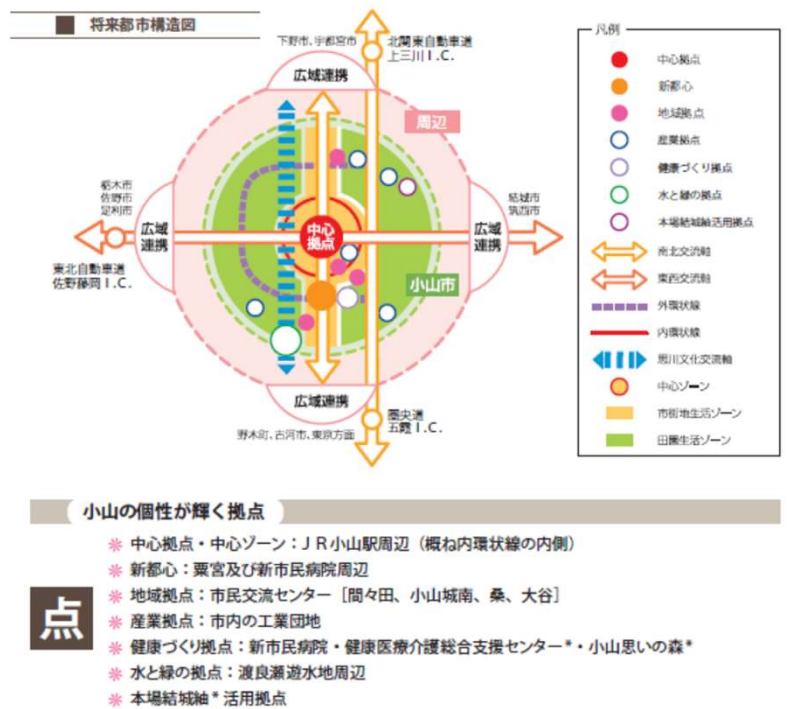 将来都市構造図
下野市、宇都宮市
北関東自動車道
上三川Ｉ.Ｃ.
広域連携
周辺
栃木市
佐野市
足利市
広域
連携
中心
拠点
広域
連携
結城市
筑西市
東北自動車道
佐野藤岡Ｉ.Ｃ.
小山市
広域連携
野木町、古河市、東京方面
圏央道
五霞Ｉ.Ｃ.
凡例
中心拠点
新都心
地域拠点
産業拠点
健康づくり拠点
水と緑の拠点
本場結城紬活用拠点
南北交流軸
東西交流軸
外環状線
内環状線
思川文化交流軸
中心ゾーン
市街地生活ゾーン
田園生活ゾーン
小山の個性が輝く拠点
点
中心拠点・中心ゾーン：ＪＲ小山駅周辺（概ね内環状線の内側）
新都心：粟宮及び新市民病院周辺
地域拠点：市民交流センター［間々田、小山城南、桑、大谷］
産業拠点：市内の工業団地
健康づくり拠点：新市民病院・健康医療介護総合支援センター*・小山思いの森*
水と緑の拠点：渡良瀬遊水地周辺
本場結城紬*活用拠点